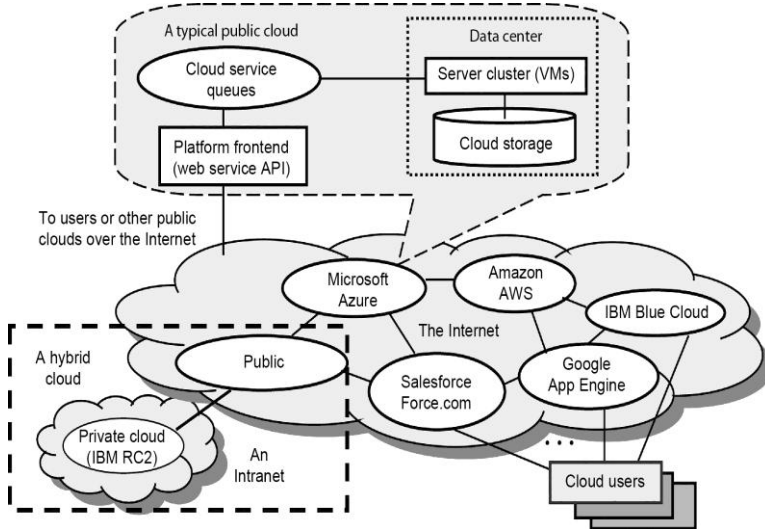 A typical public cloud
Data center
Cloud service
queues
Server cluster (VMs)
Platform frontend
(web service API)
Cloud storage
To users or other public
clouds over the Internet
Microsoft
Azure
Amazon
AWS
IBM Blue Cloud
The Internet
A hybrid
cloud
Public
Salesforce
Force.com
Google
App Engine
Private cloud
(IBM RC2)
An
Intranet
...
Cloud users